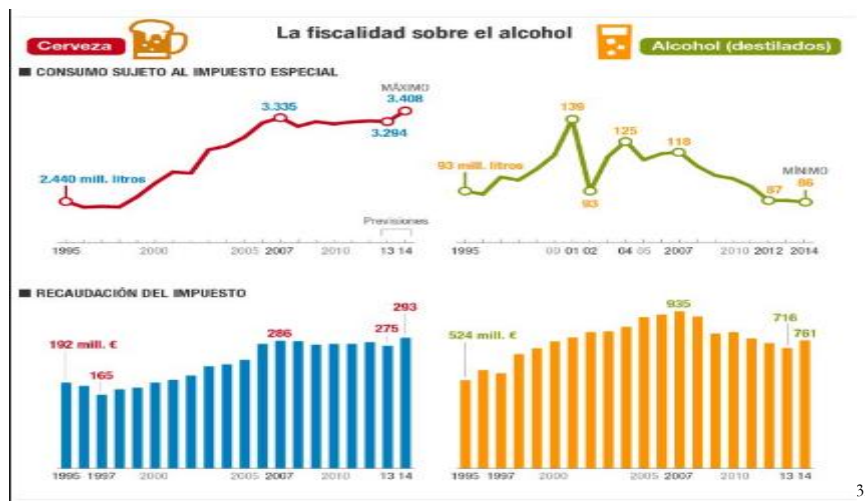 La fiscalidad sobre el alcohol
Cerveza
Alcohol (destilados)
CONSUMO SUJETO AL IMPUESTO ESPECIAL
MÁXIMO
3.408
3.335
3.294
2.440 mill. litros
Previsiones
1995 2000 2005 2007 2010 13 14
139
125
118
93 mill. litros
93
MÍNIMO
87 86
1995 00 01 02 04 05 2007 2010 2012 2014
RECAUDACIÓN DEL IMPUESTO
293
286
275
192 mill. €
165
1995 1997 2000 2005 2007 2010 13 14
935
716
761
524 mill. €
1995 1997 2000 2005 2007 2010 13 14
3